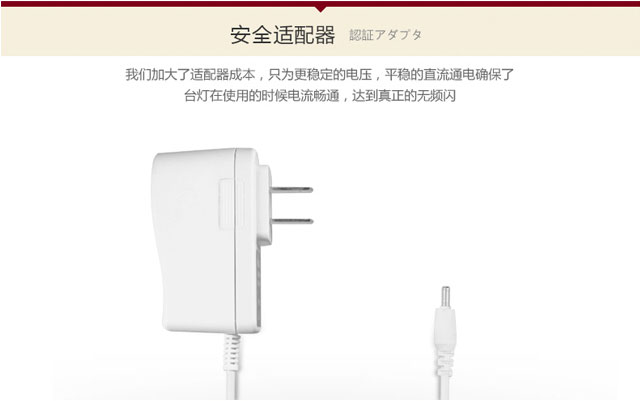 安全适配器 認証アダプタ
我们加大了适配器成本，只为更稳定的电压，平稳的直流通电确保了
台灯在使用的时候电流畅通，达到真正的无频闪